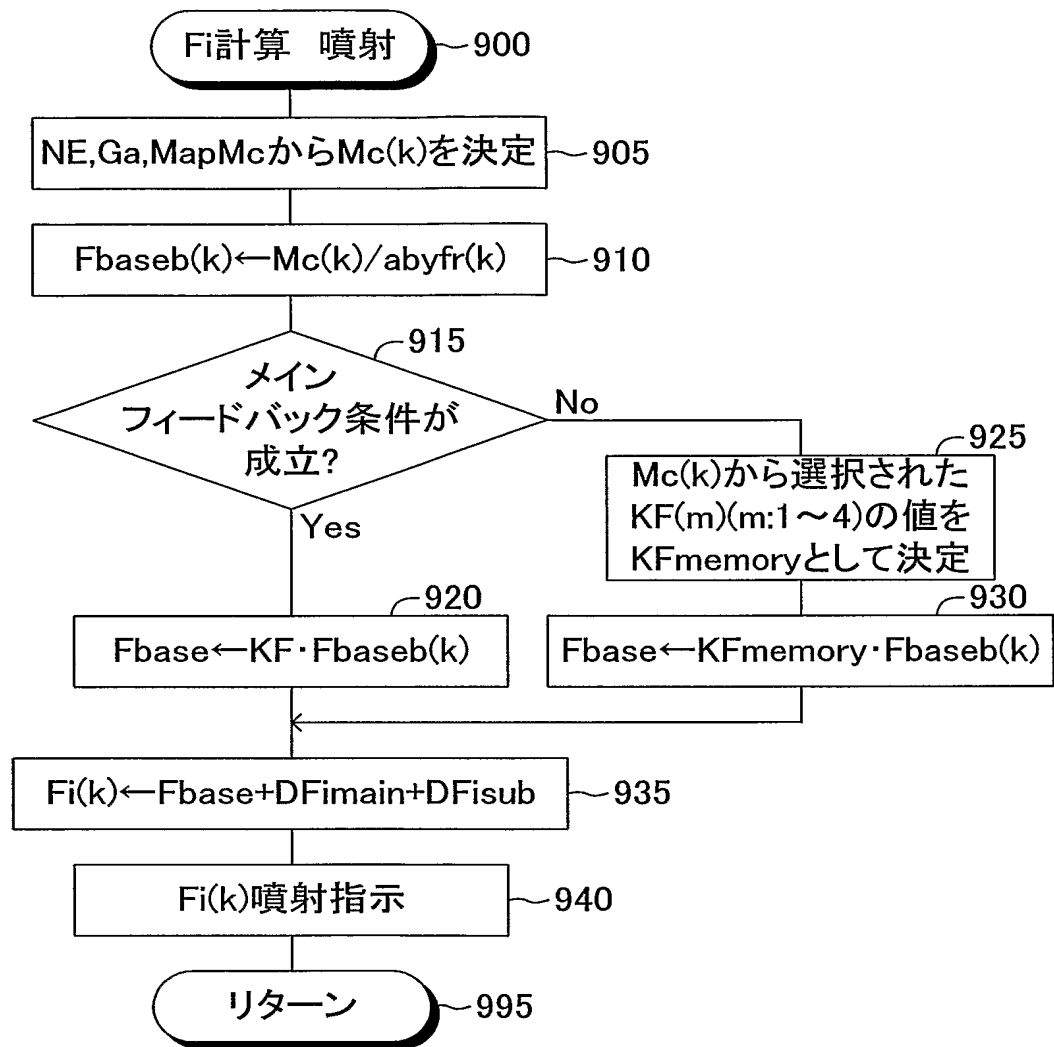 Fi計算　噴射
900
NE,Ga,MapMcからMc(k)を決定
905
Fbaseb(k)←Mc(k)/abyfr(k)
910
915
メイン
フィードバック条件が
成立?
No
Yes
925
Mc(k)から選択された
KF(m)(m:1～4)の値を
KFmemoryとして決定
920
Fbase←KF・Fbaseb(k)
930
Fbase←KFmemory・Fbaseb(k)
Fi(k)←Fbase+DFimain+DFisub
935
Fi(k)噴射指示
940
リターン
995